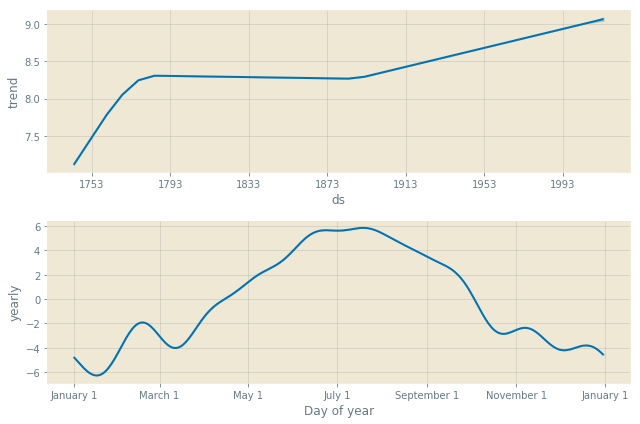 trend
9.0
8.5
8.0
7.5
1753 1793 1833 1873 1913 1953 1993
ds
yearly
6
4
2
0
−2
−4
−6
January 1 March 1 May 1 July 1 September 1 November 1 January 1
Day of year